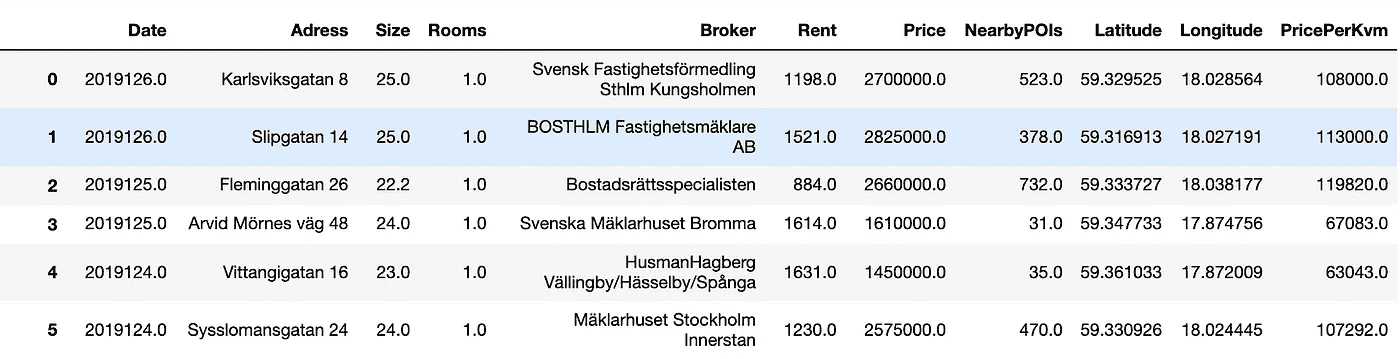 Date Adress Size Rooms Broker Rent Price NearbyPOIs Latitude Longitude PricePerKvm
0 2019126.0 Karlsviksgatan 8 25.0 1.0 Svensk Fastighetsförmedling Sthlm Kungsholmen 1198.0 2700000.0 523.0 59.329525 18.028564 108000.0
1 2019126.0 Slipgatan 14 25.0 1.0 BOSTHLM Fastighetsmäklare AB 1521.0 2825000.0 378.0 59.316913 18.027191 113000.0
2 2019125.0 Fleminggatan 26 22.2 1.0 Bostadsrättsspecialisten 884.0 2660000.0 732.0 59.333727 18.038177 119820.0
3 2019125.0 Arvid Mörnes väg 48 24.0 1.0 Svenska Mäklarhuset Bromma 1614.0 1610000.0 31.0 59.347733 17.874756 67083.0
4 2019124.0 Vittangigatan 16 23.0 1.0 HusmanHagberg Vällingby/Hässelby/Spånga 1631.0 1450000.0 35.0 59.361033 17.872009 63043.0
5 2019124.0 Sysslomansgatan 24 24.0 1.0 Mäklarhuset Stockholm Innerstan 1230.0 2575000.0 470.0 59.330926 18.024445 107292.0